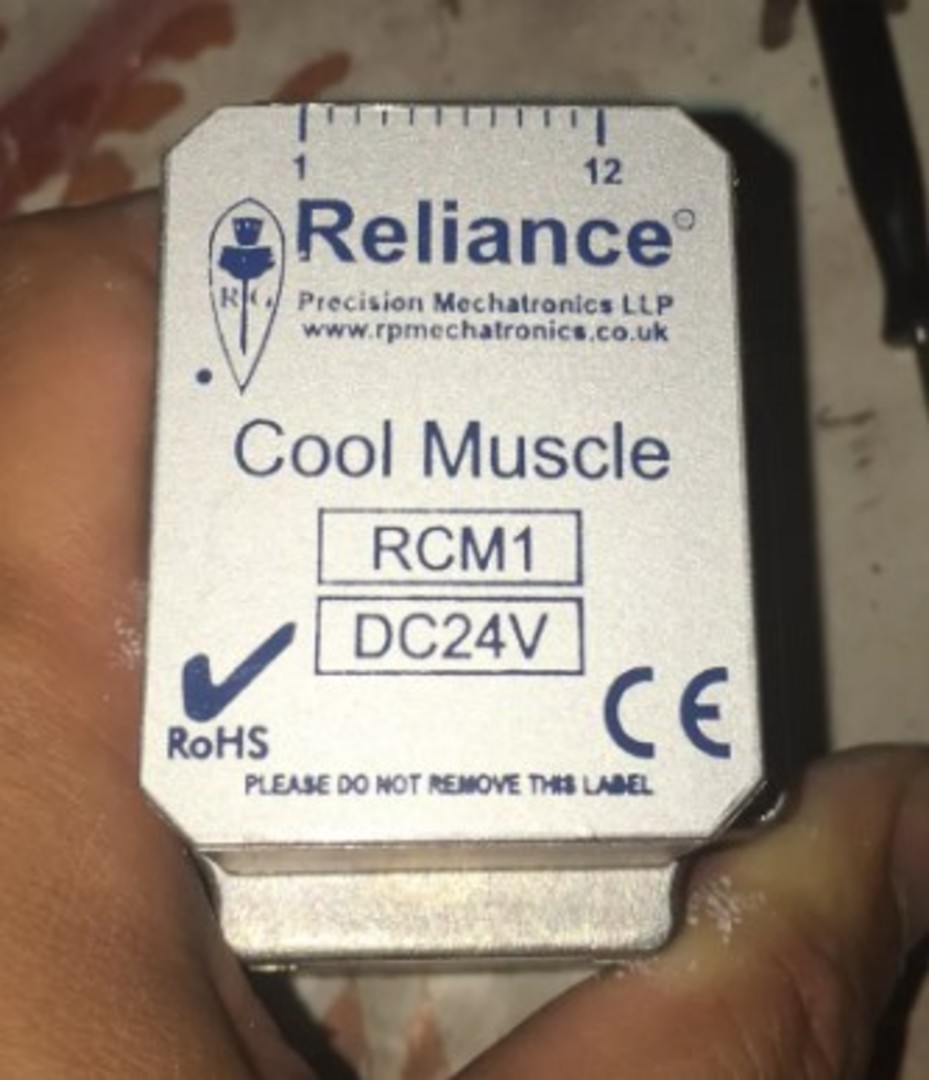 1 12
Reliance
R G
Precision Mechatronics LLP
www.rpmechatronics.co.uk
Cool Muscle
RCM1
DC24V
RoHS
CE
PLEASE DO NOT REMOVE THIS LABEL